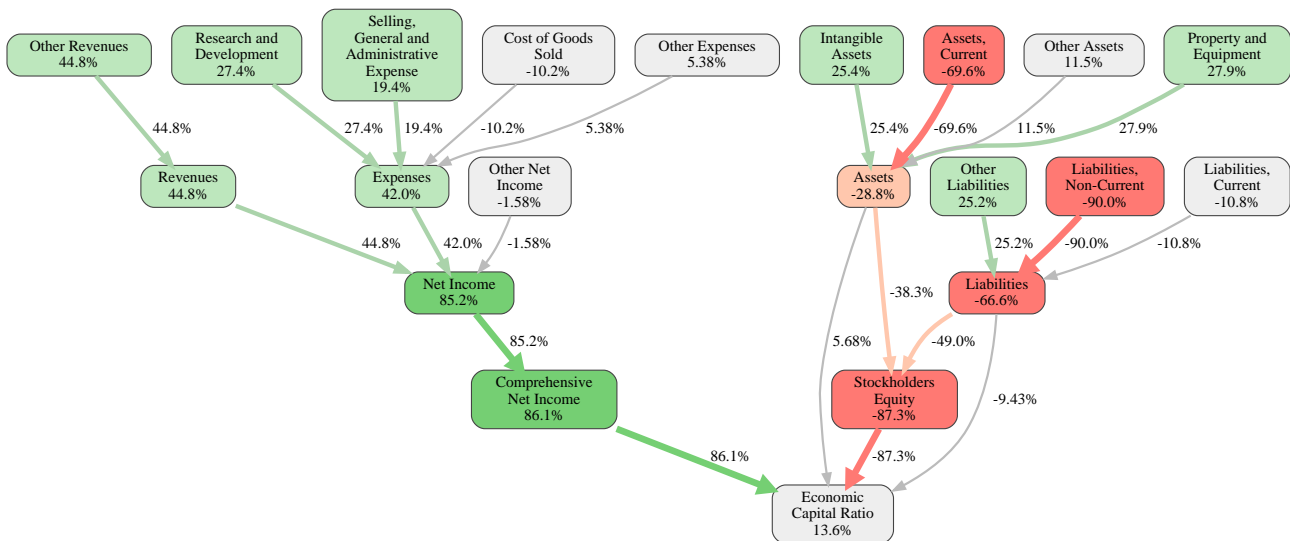 Other Revenues
44.8%
Research and
Development
27.4%
Selling,
General and
Administrative
Expense
19.4%
Cost of Goods
Sold
-10.2%
Other Expenses
5.38%
Intangible
Assets
25.4%
Assets,
Current
-69.6%
Other Assets
11.5%
Property and
Equipment
27.9%
44.8%
27.4%
19.4%
-10.2%
5.38%
25.4%
-69.6%
11.5%
27.9%
Revenues
44.8%
Expenses
42.0%
Other Net
Income
-1.58%
Assets
-28.8%
Other
Liabilities
25.2%
Liabilities,
Non-Current
-90.0%
Liabilities,
Current
-10.8%
44.8%
42.0%
-1.58%
25.2%
-90.0%
-10.8%
Net Income
85.2%
-38.3%
Liabilities
-66.6%
85.2%
5.68%
-49.0%
Comprehensive
Net Income
86.1%
Stockholders
Equity
-87.3%
-9.43%
86.1%
-87.3%
Economic
Capital Ratio
13.6%